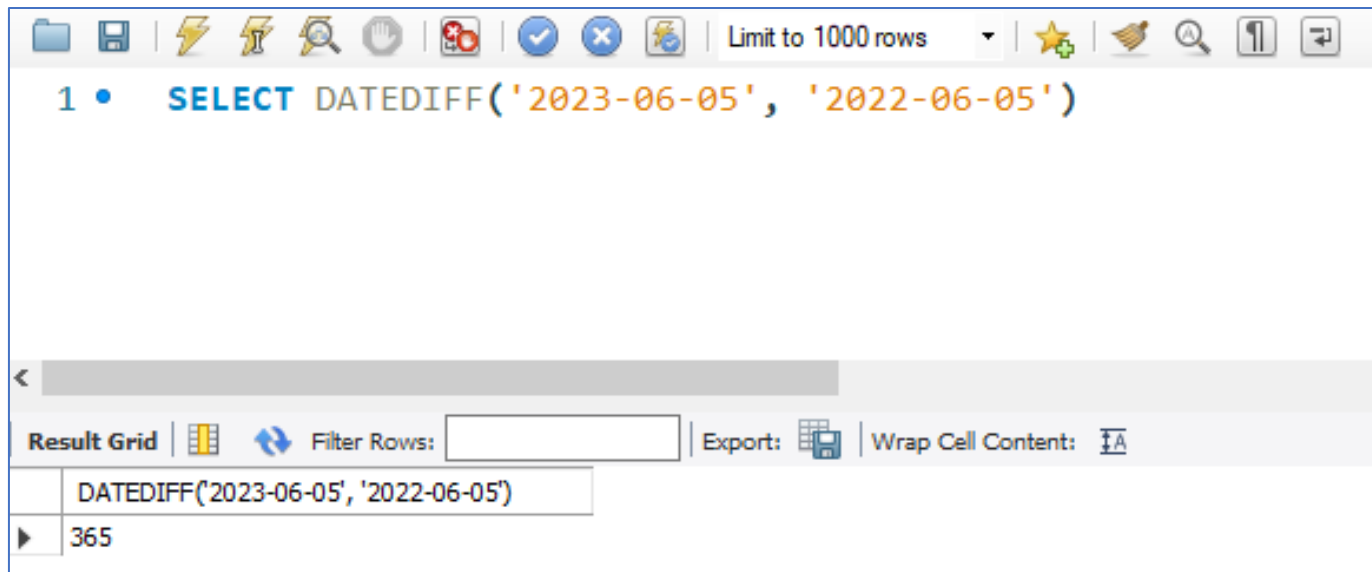 Limit to 1000 rows
1 SELECT DATEDIFF('2023-06-05', '2022-06-05')
Result Grid Filter Rows: Export: Wrap Cell Content: IA
DATEDIFF('2023-06-05', '2022-06-05')
365